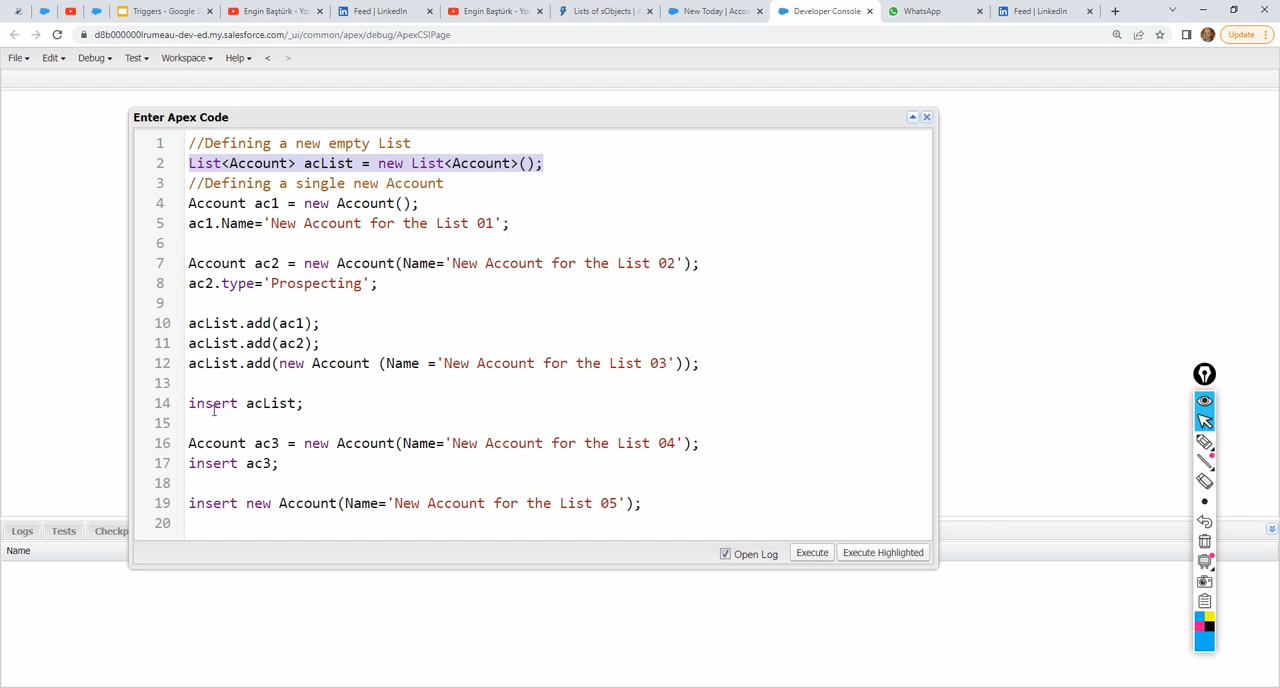 Triggers - Google S
Engin Baştürk - You
Feed | LinkedIn
Engin Baştürk - You
Lists of sObjects |
New Today | Accou
Developer Console
WhatsApp
Feed | LinkedIn
d8b000000lrumeau-dev-ed.my.salesforce.com/_ui/common/apex/debug/ApexCSIPage
Update
File Edit Debug Test Workspace Help < >
Enter Apex Code
1 //Defining a new empty List
2 List<Account> acList = new List<Account>();
3 //Defining a single new Account
4 Account ac1 = new Account();
5 ac1.Name='New Account for the List 01';
6
7 Account ac2 = new Account(Name='New Account for the List 02');
8 ac2.type='Prospecting';
9
10 acList.add(ac1);
11 acList.add(ac2);
12 acList.add(new Account (Name ='New Account for the List 03'));
13
14 insert acList;
15
16 Account ac3 = new Account(Name='New Account for the List 04');
17 insert ac3;
18
19 insert new Account(Name='New Account for the List 05');
20
Logs Tests Checkp
Name
Open Log Execute Execute Highlighted